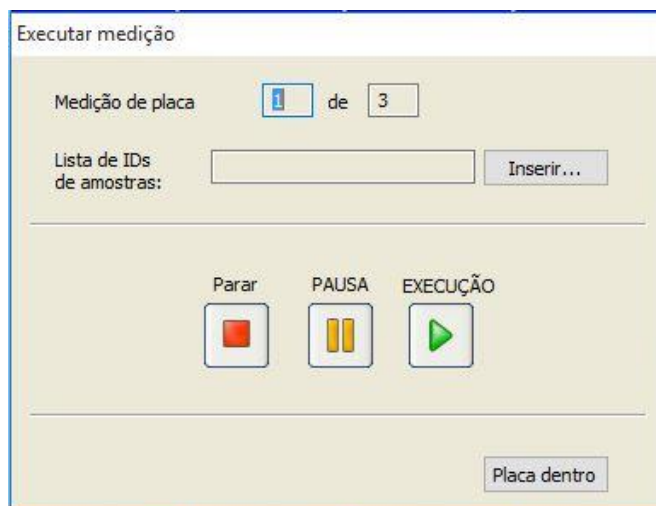 Executar medição
Medição de placa 1 de 3
Lista de IDs
de amostras:
Inserir...
Parar PAUSA EXECUÇÃO
Placa dentro